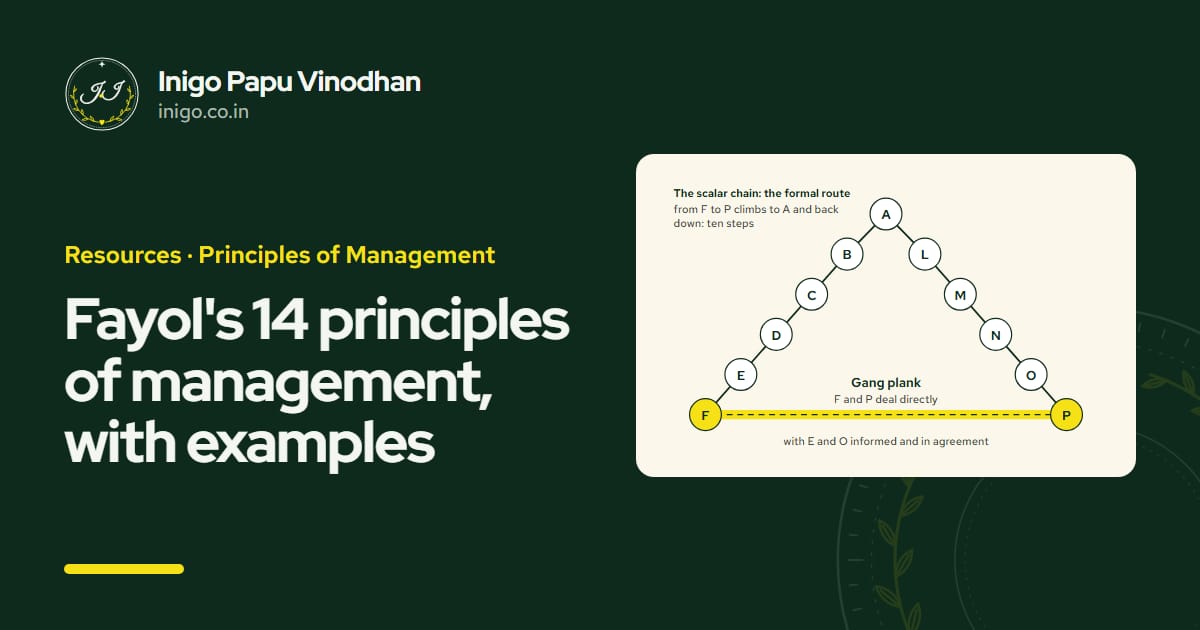 Inigo Papu Vinodhan
inigo.co.in
Resources · Principles of Management
Fayol's 14 principles
of management,
with examples
The scalar chain: the formal route
from F to P climbs to A and back
down: ten steps
A
B
L
C
M
D
N
E
O
Gang plank
F and P deal directly
F
P
with E and O informed and in agreement